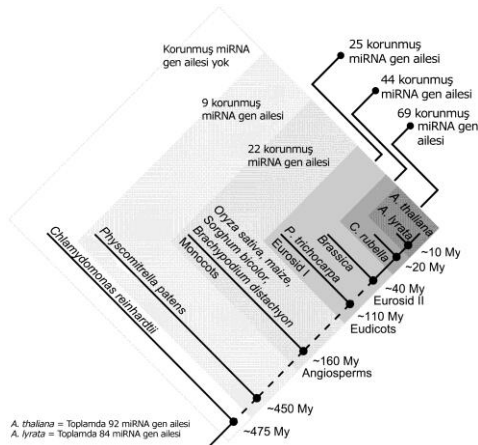 Korunmuş miRNA
gen ailesi yok
25 korunmuş
miRNA gen ailesi
44 korunmuş
miRNA gen ailesi
69 korunmuş
miRNA gen
ailesi
9 korunmuş
miRNA gen ailesi
22 korunmuş
miRNA gen ailesi
Chlamydomonas reinhardtii
Physcomitrella patens
Oryza sativa, maize,
Sorghum bicolor,
Brachypodium distachyon
Monocots
P. trichocarpa
Eurosid I
Brassica
C. rubella
A. lyrata
A. thaliana
~10 My
~20 My
~40 My
Eurosid II
~110 My
Eudicots
~160 My
Angiosperms
~450 My
~475 My
A. thaliana = Toplamda 92 miRNA gen ailesi
A. lyrata = Toplamda 84 miRNA gen ailesi